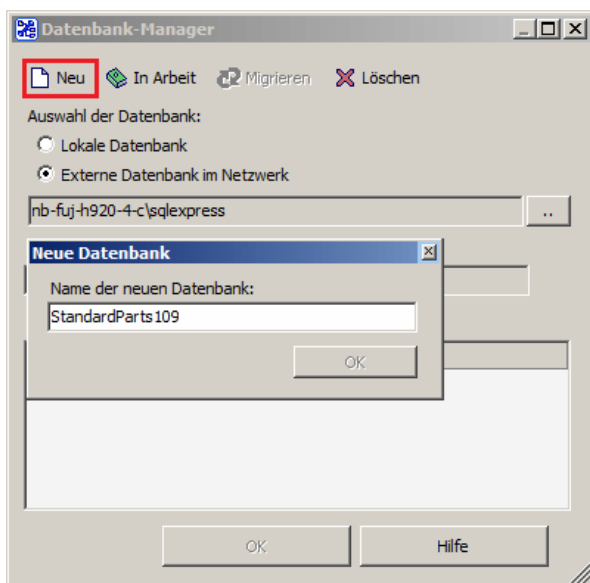 Datenbank-Manager
Neu In Arbeit Migrieren Löschen
Auswahl der Datenbank:
Lokale Datenbank
Externe Datenbank im Netzwerk
nb-fuj-h920-4-c\sqlexpress ..
Neue Datenbank
Name der neuen Datenbank:
StandardParts109
OK
OK Hilfe